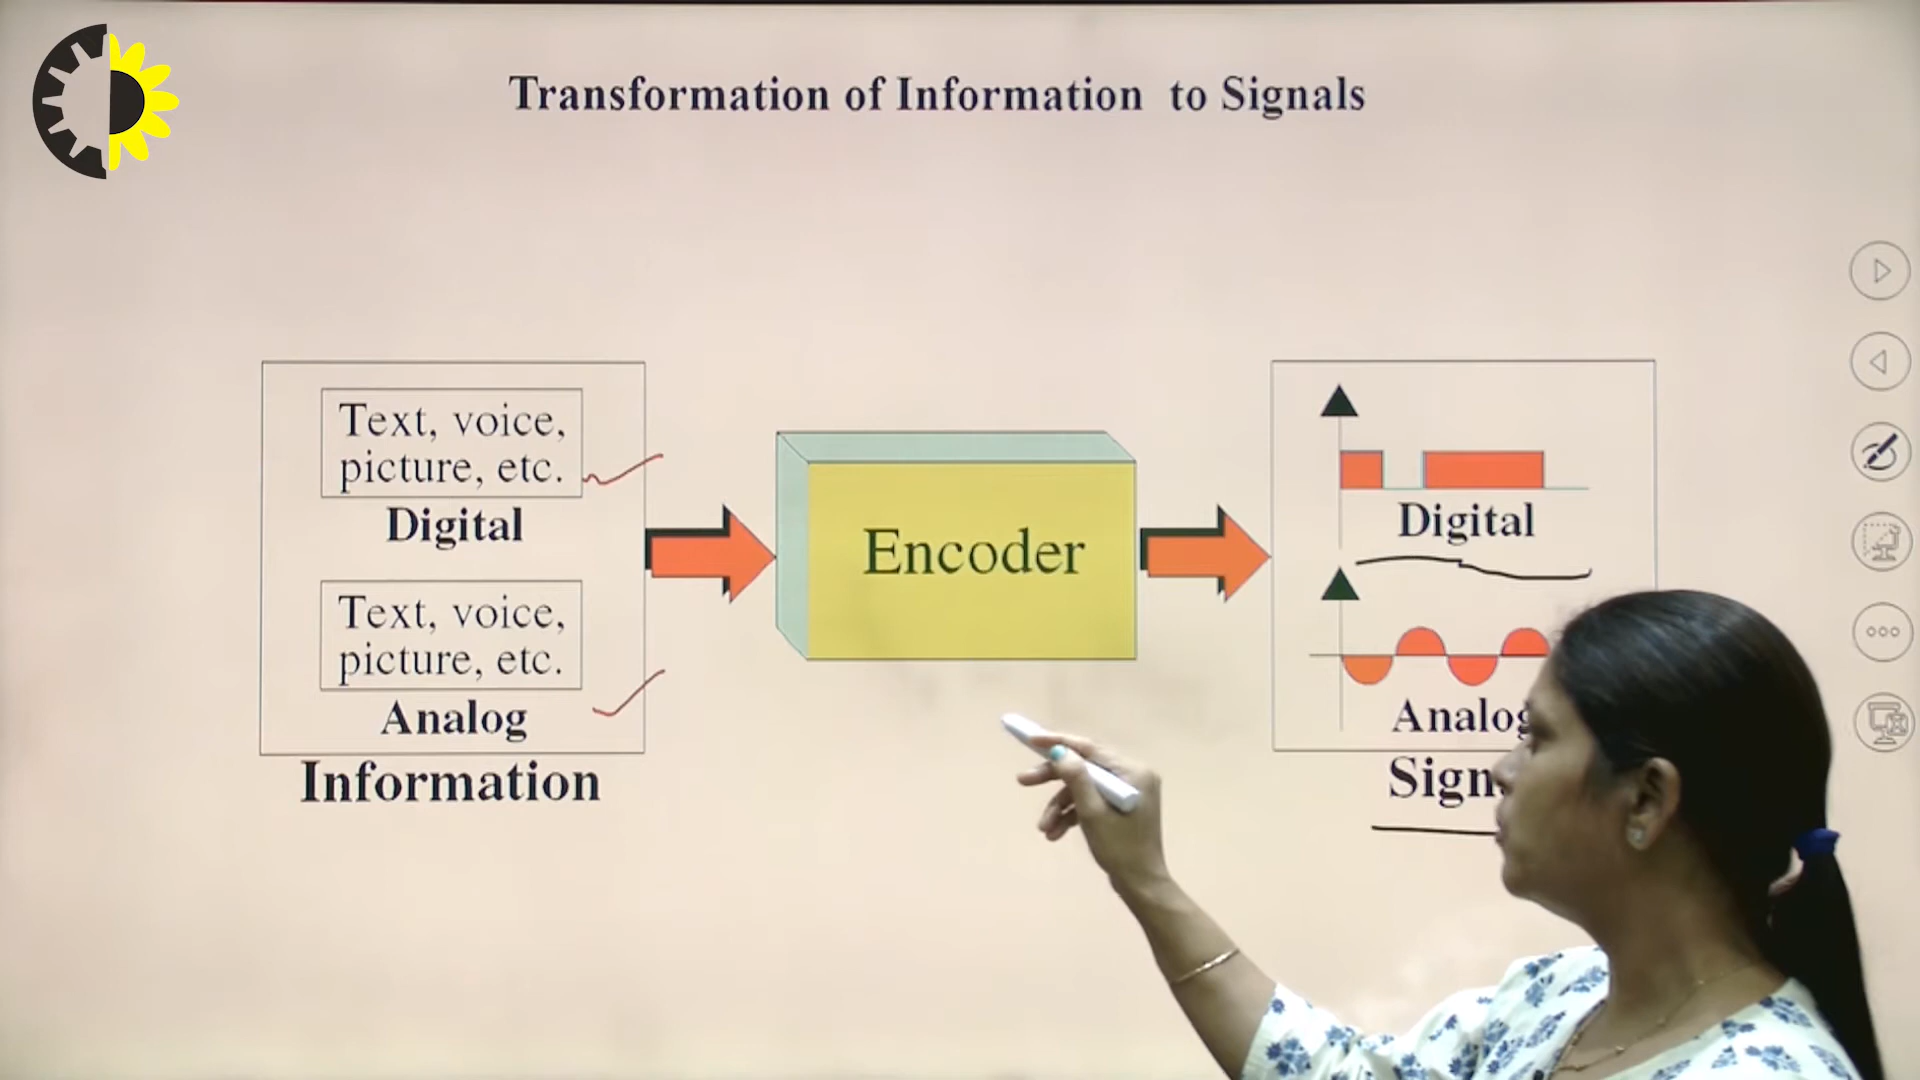 Transformation of Information to Signals
Text, voice,
picture, etc.
Digital
Text, voice,
picture, etc.
Analog
Information
Encoder
Digital